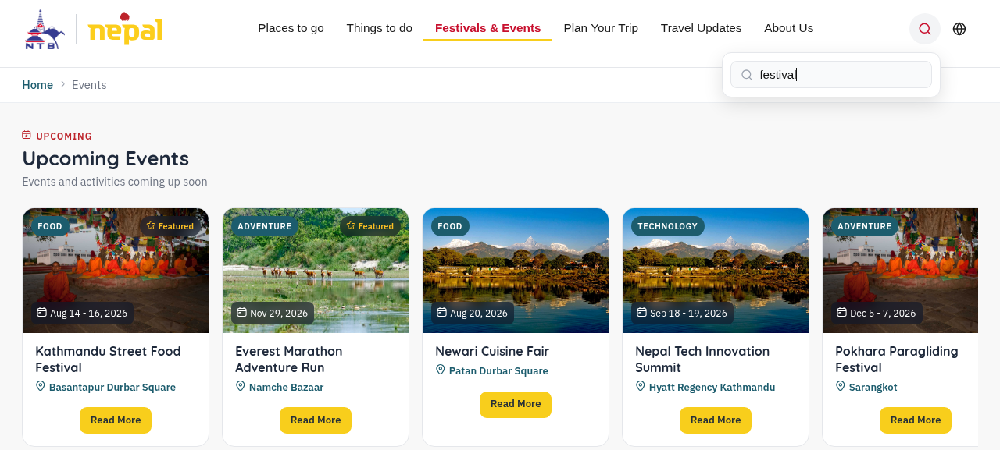 NTB
nepal
Places to go
Things to do
Festivals & Events
Plan Your Trip
Travel Updates
About Us
festival
Home
Events
UPCOMING
Upcoming Events
Events and activities coming up soon
FOOD
Featured
Aug 14 - 16, 2026
Kathmandu Street Food
Festival
Basantapur Durbar Square
Read More
ADVENTURE
Featured
Nov 29, 2026
Everest Marathon
Adventure Run
Namche Bazaar
Read More
FOOD
Aug 20, 2026
Newari Cuisine Fair
Patan Durbar Square
Read More
TECHNOLOGY
Sep 18 - 19, 2026
Nepal Tech Innovation
Summit
Hyatt Regency Kathmandu
Read More
ADVENTURE
Dec 5 - 7, 2026
Pokhara Paragliding
Festival
Sarangkot
Read More